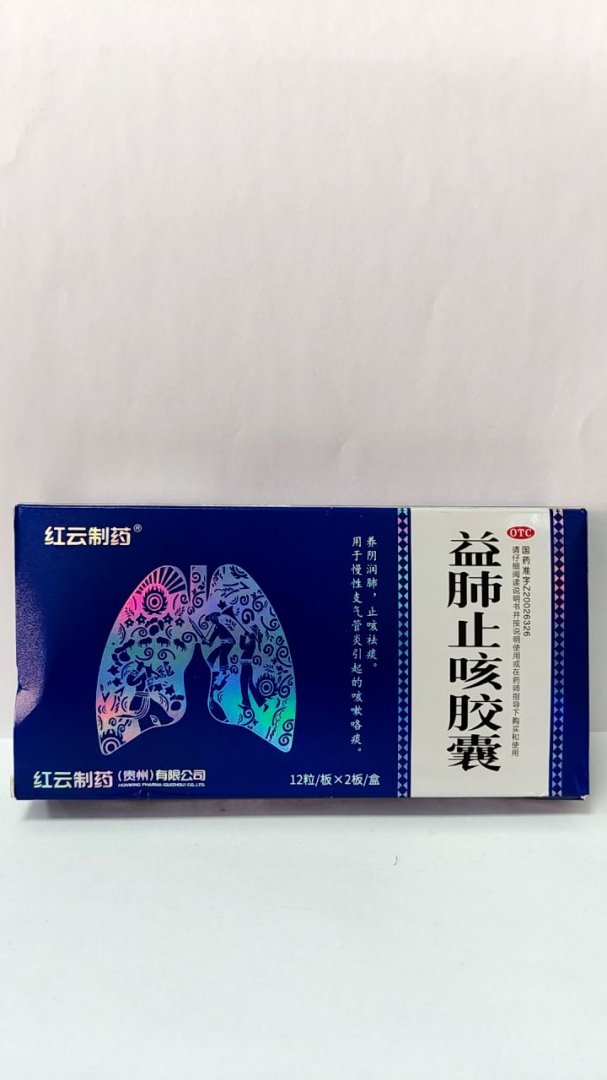 红云制药®
养阴润肺，止咳祛痰。
用于慢性支气管炎引起的咳嗽咯痰。
OTC
国药准字Z20026326
请仔细阅读说明书并按说明使用或在药师指导下购买和使用
益肺止咳胶囊
红云制药(贵州)有限公司
HONWING PHARMA (GUIZHOU) CO.,LTD.
12粒/板×2板/盒